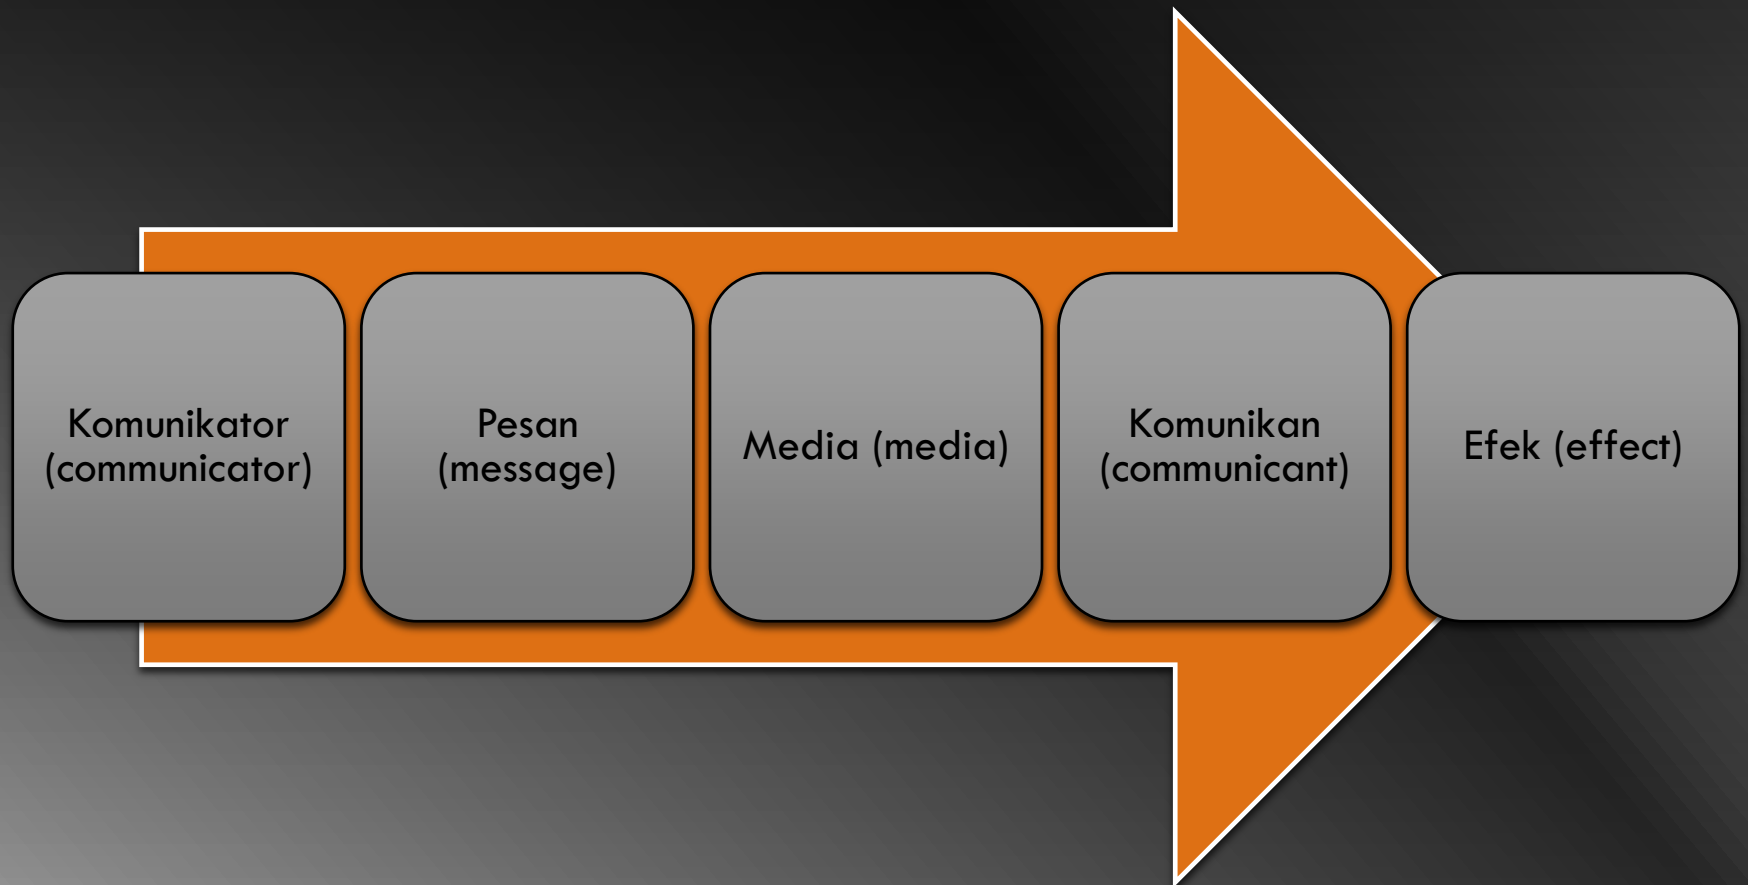 Komunikator
(communicator)
Pesan
(message)
Media (media)
Komunikan
(communicant)
Efek (effect)